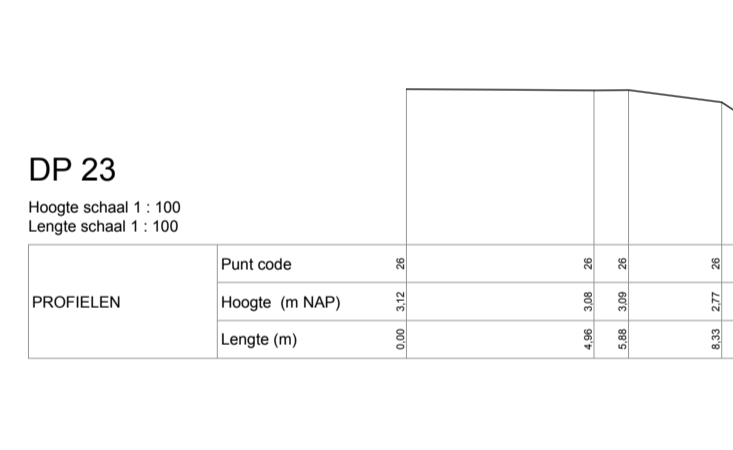 DP 23
Hoogte schaal 1 : 100
Lengte schaal 1 : 100
PROFIELEN
Punt code 26 26 26 26
Hoogte (m NAP) 3,12 3,08 3,09 2,77
Lengte (m) 0,00 4,96 5,88 8,33